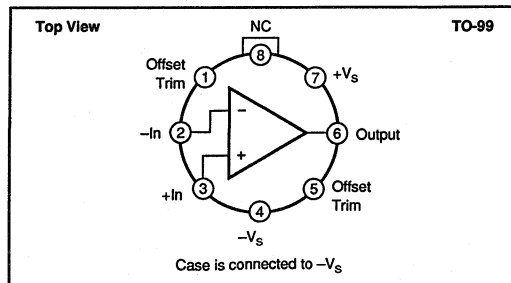 Top View
TO-99
NC
8
Offset
Trim
1
7
+VS
–In
2
–
6
Output
+
+In
3
5
Offset
Trim
4
–VS
Case is connected to –VS